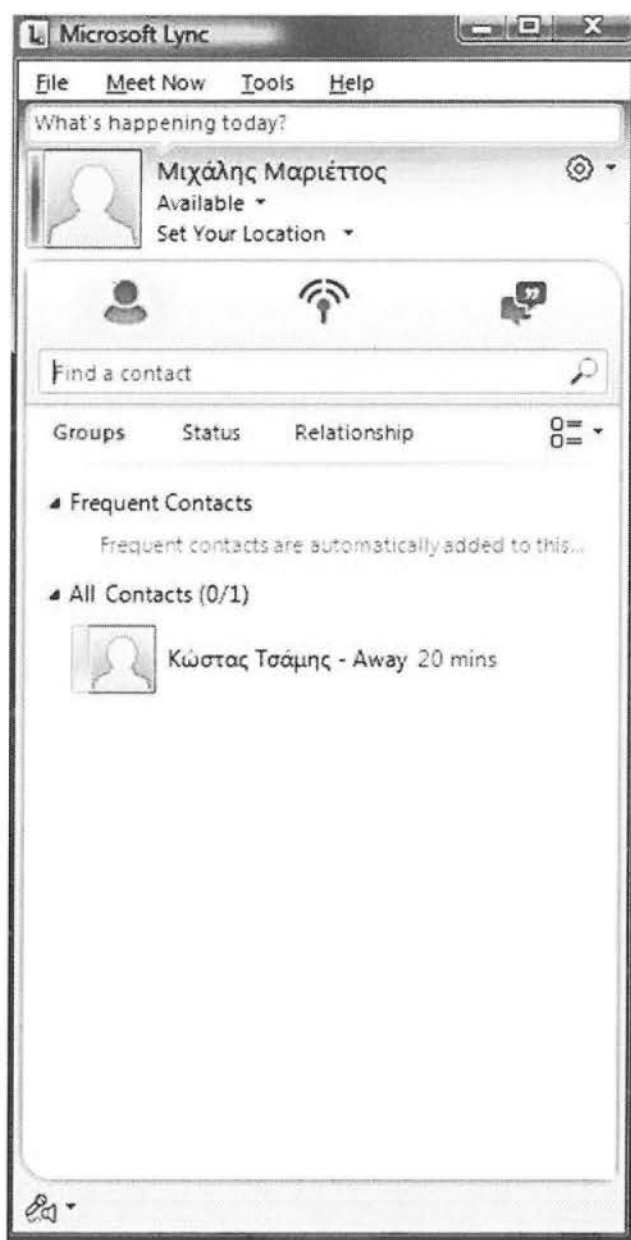 Microsoft Lync
File Meet Now Tools Help
What's happening today?
Μιχάλης Μαριέττος
Available
Set Your Location
Find a contact
Groups Status Relationship
Frequent Contacts
Frequent contacts are automatically added to this...
All Contacts (0/1)
Κώστας Τσάμης - Away 20 mins